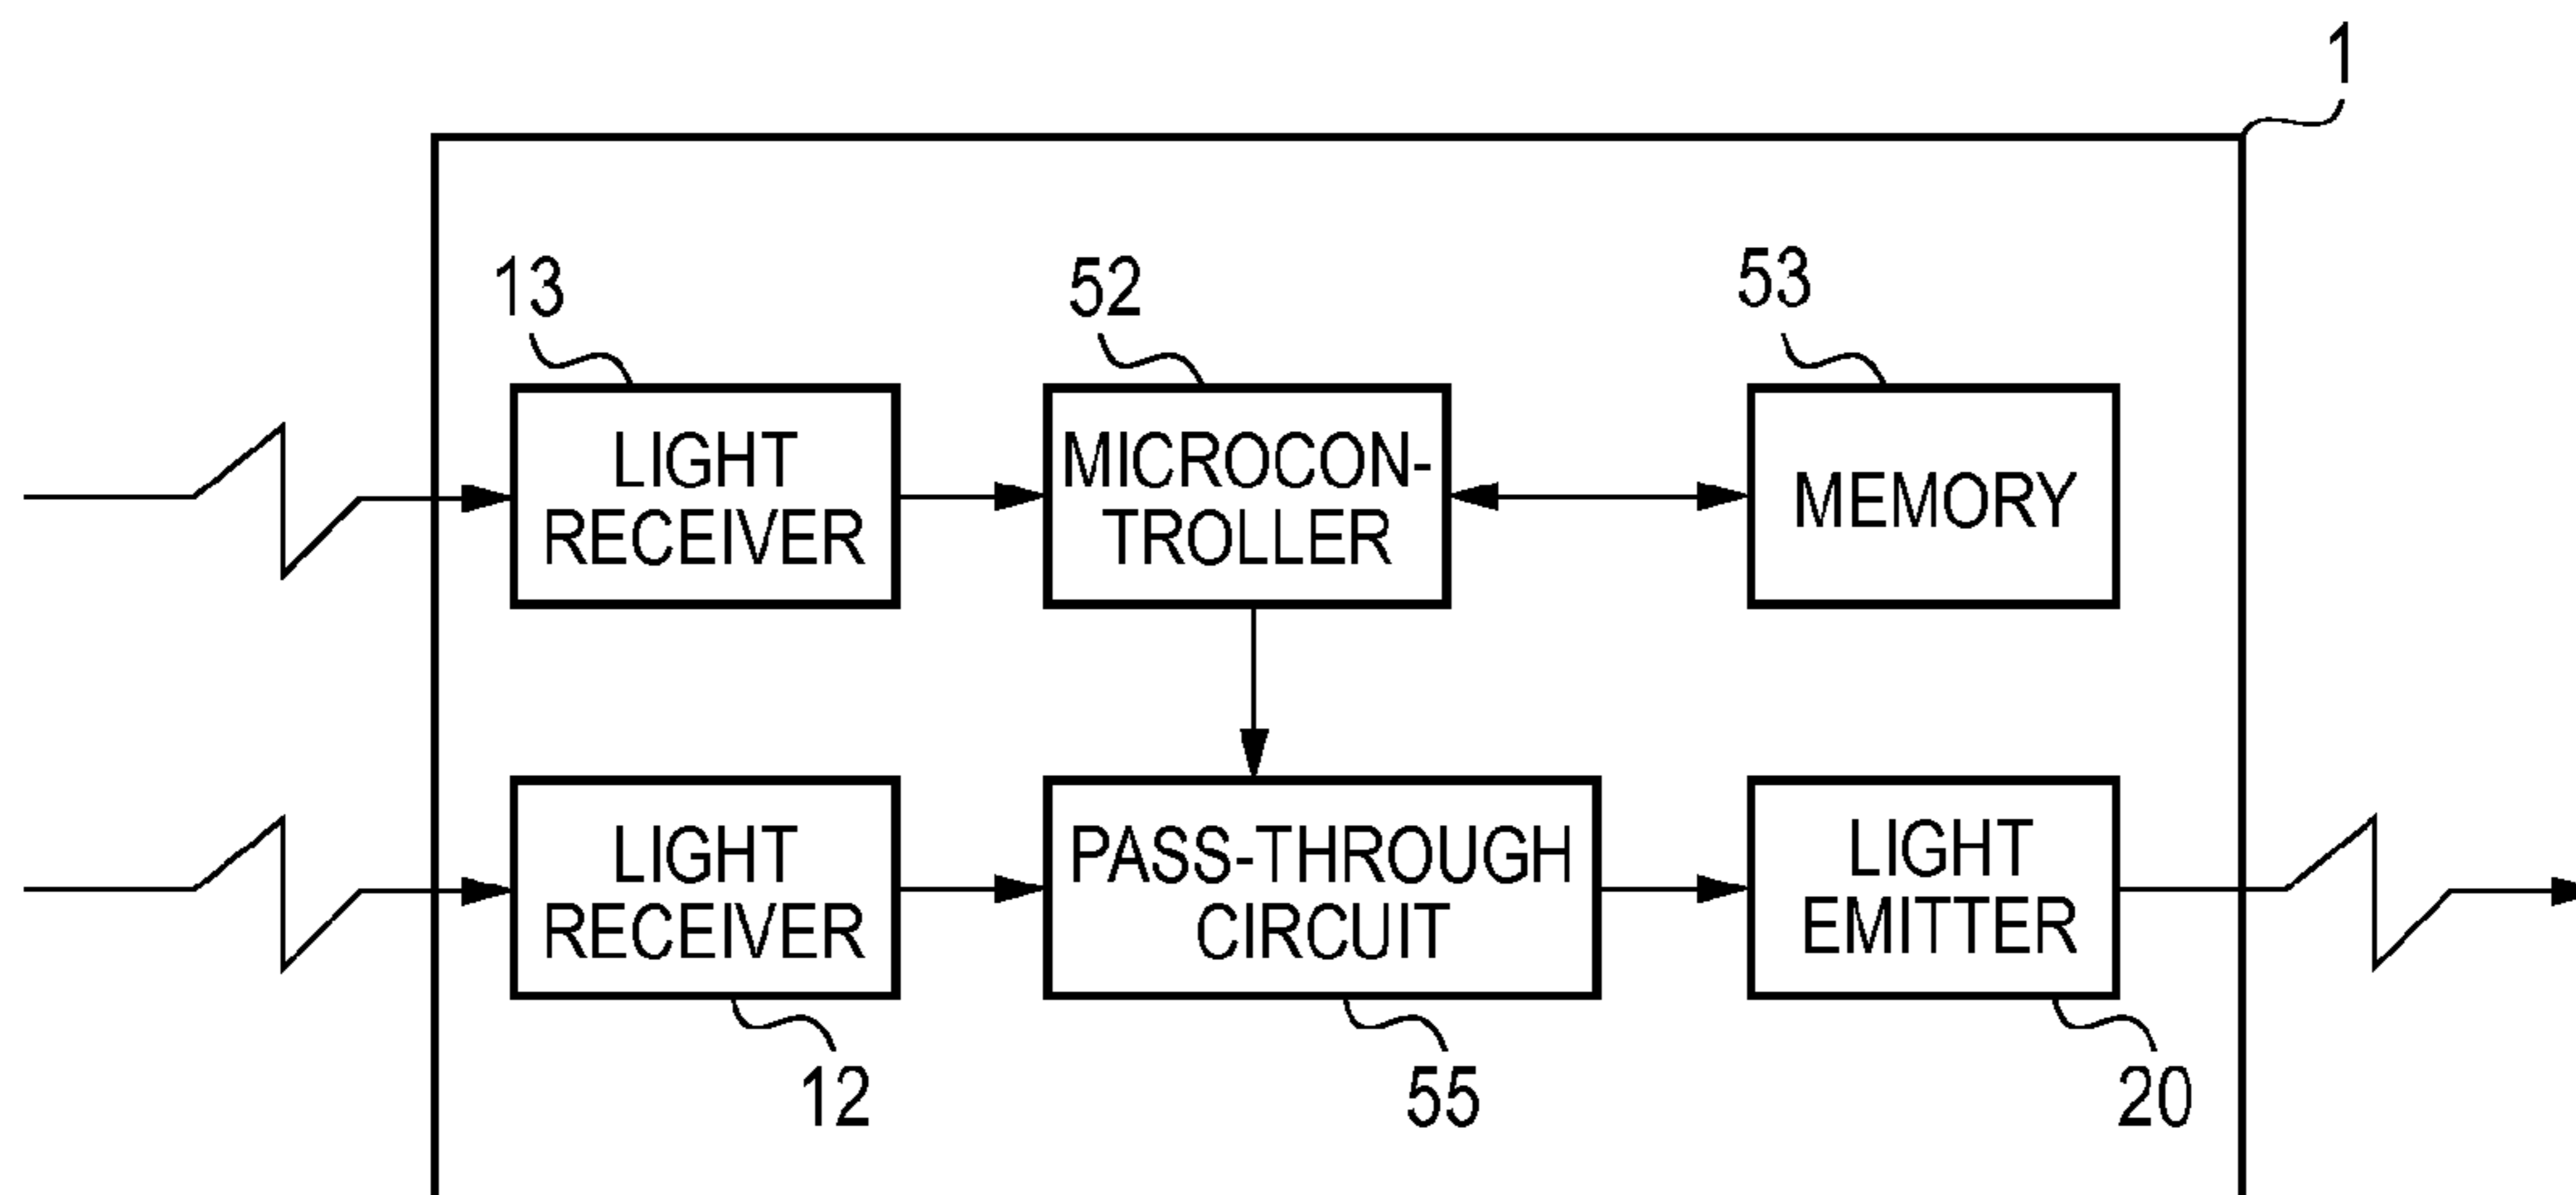 1
13
52
53
LIGHT
RECEIVER
MICROCON-
TROLLER
MEMORY
LIGHT
RECEIVER
PASS-THROUGH
CIRCUIT
LIGHT
EMITTER
12
55
20